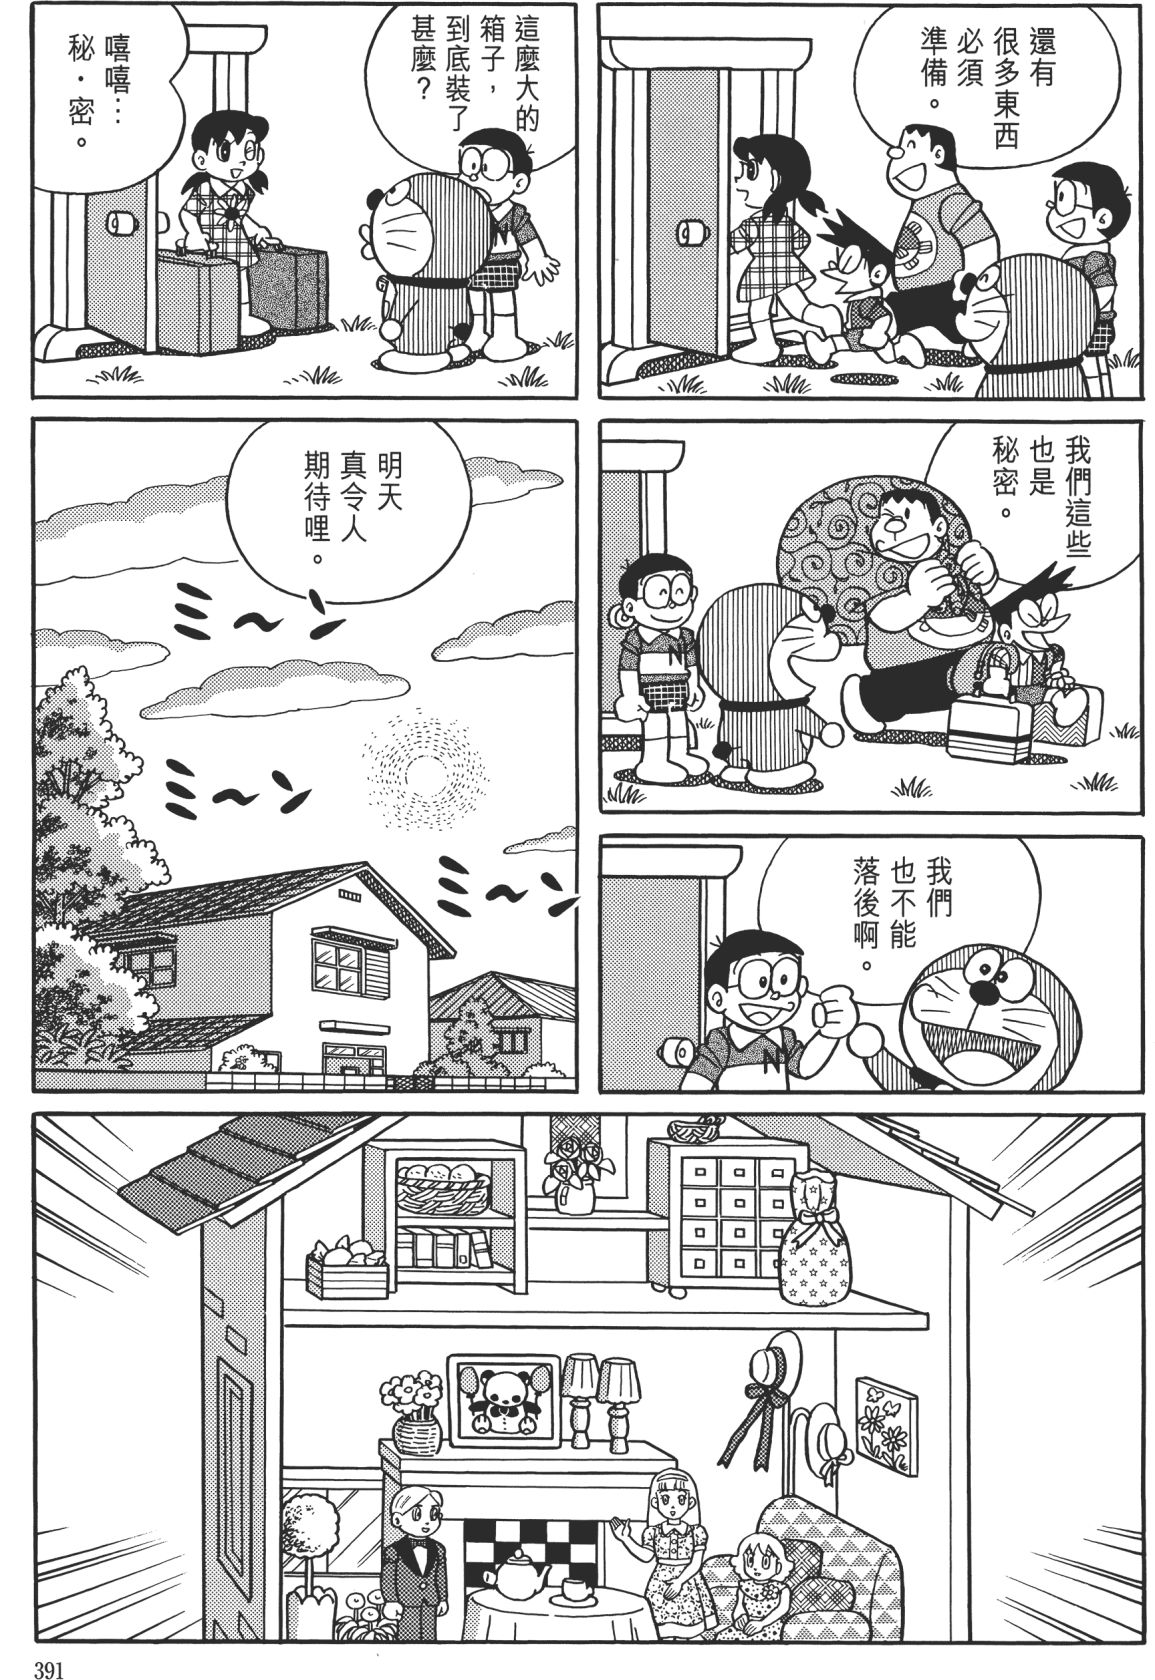 還有
很多東西
必須
準備。
這麼大的
箱子，
到底裝了
甚麼？
嘻嘻…
秘・密。
我們這些
也是
秘密。
N
我們
也不能
落後啊。
N
明天
真令人
期待哩。
ミ～ン
ミ～ン
ミ～ン
391